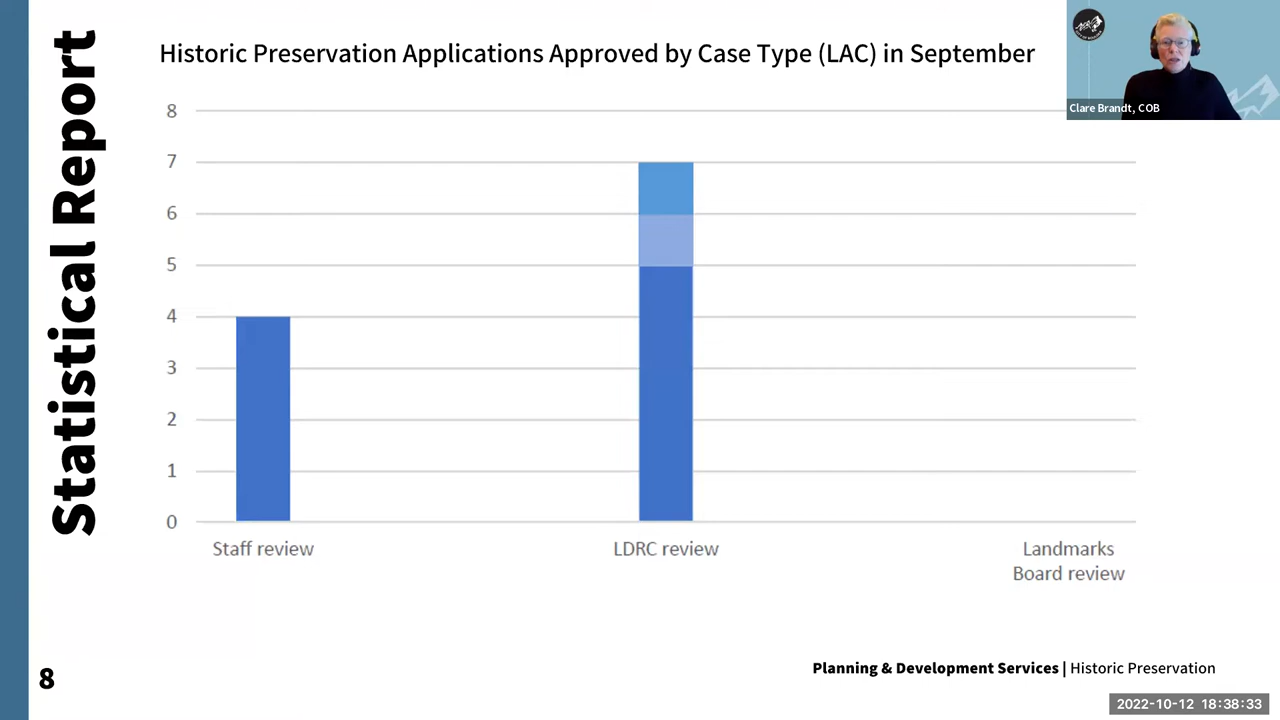 Statistical Report
Historic Preservation Applications Approved by Case Type (LAC) in September
Clare Brandt, COB
8
7
6
5
4
3
2
1
0
Staff review
LDRC review
Landmarks
Board review
8
Planning & Development Services | Historic Preservation
2022-10-12 18:38:33